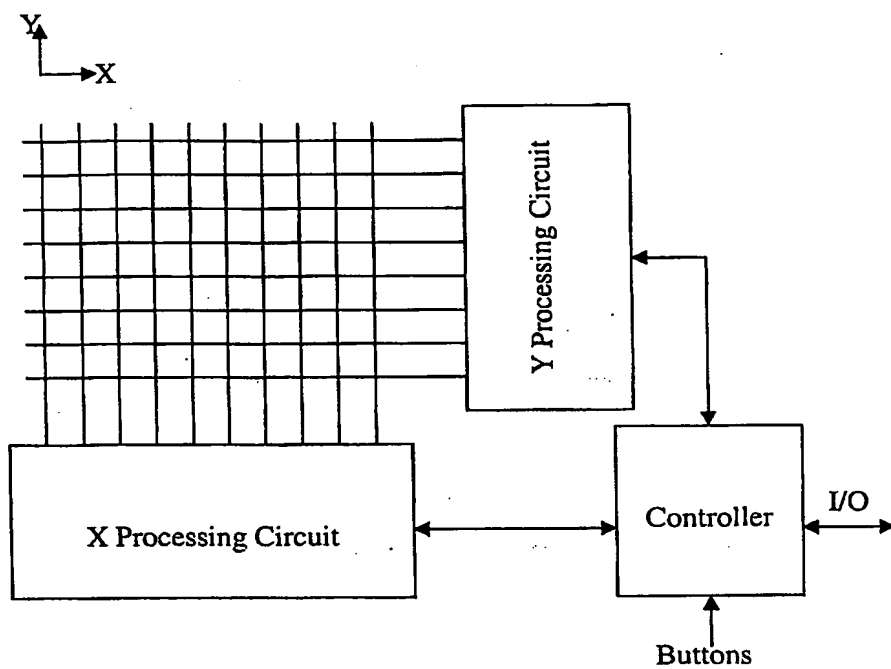 Y
X
Y Processing Circuit
X Processing Circuit
Controller
I/O
Buttons